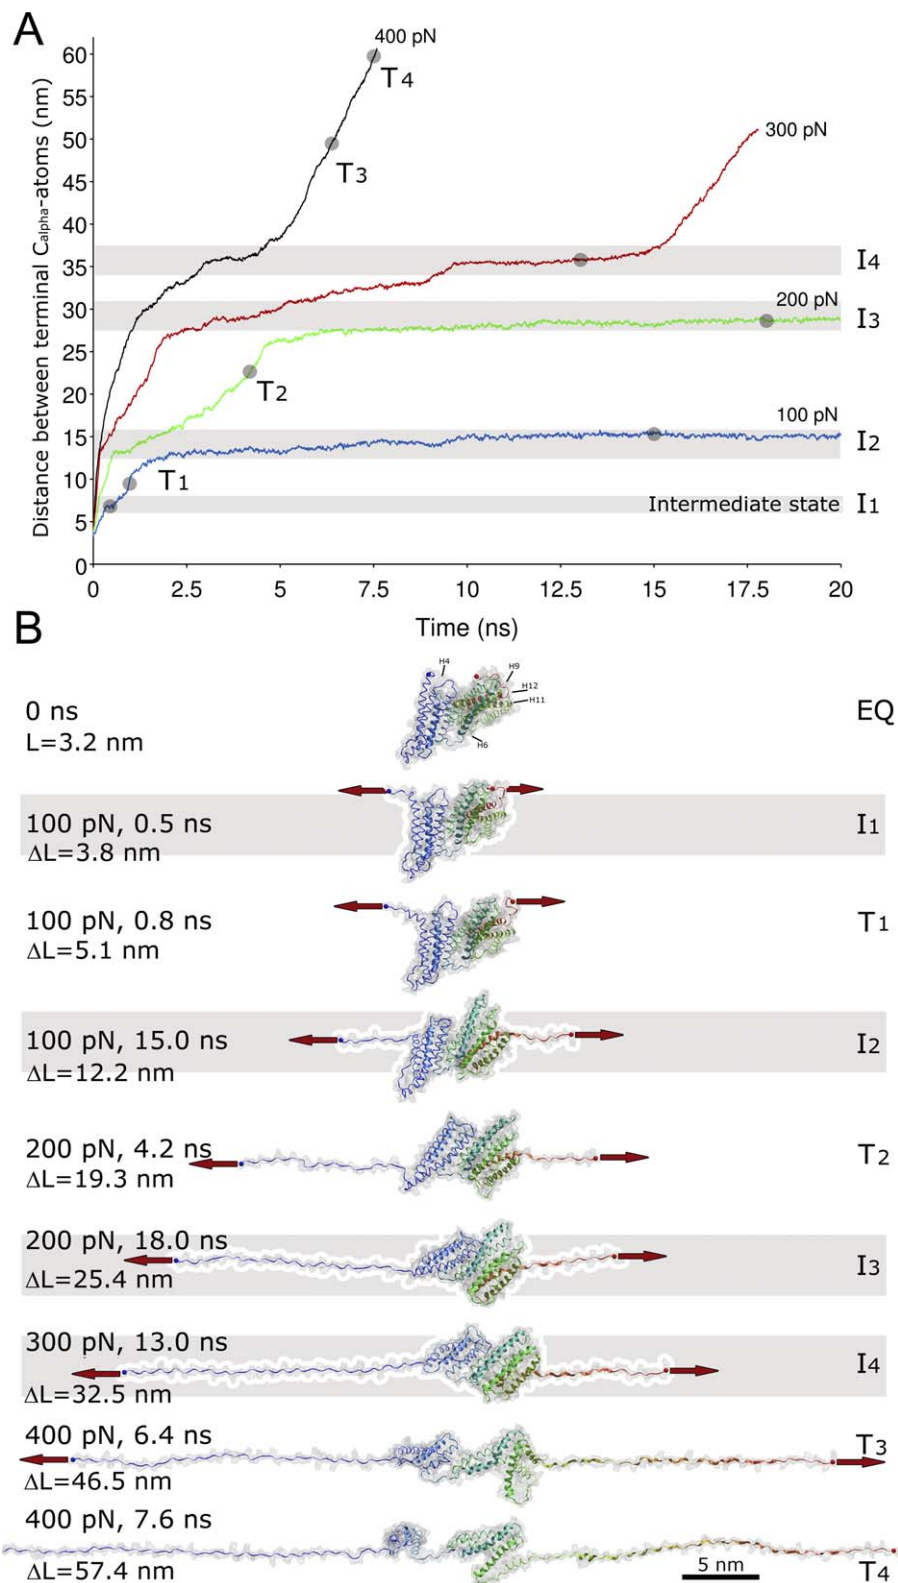 A
Distance between terminal Calpha-atoms (nm)
60
55
50
45
40
35
30
25
20
15
10
5
0
400 pN
T4
T3
300 pN
I4
200 pN
I3
T2
100 pN
I2
T1
Intermediate state
I1
0 2.5 5 7.5 10 12.5 15 17.5 20
Time (ns)
B
H4
H9
H12
H11
H6
0 ns
L=3.2 nm
EQ
100 pN, 0.5 ns
ΔL=3.8 nm
I1
100 pN, 0.8 ns
ΔL=5.1 nm
T1
100 pN, 15.0 ns
ΔL=12.2 nm
I2
200 pN, 4.2 ns
ΔL=19.3 nm
T2
200 pN, 18.0 ns
ΔL=25.4 nm
I3
300 pN, 13.0 ns
ΔL=32.5 nm
I4
400 pN, 6.4 ns
ΔL=46.5 nm
T3
400 pN, 7.6 ns
ΔL=57.4 nm
5 nm
T4